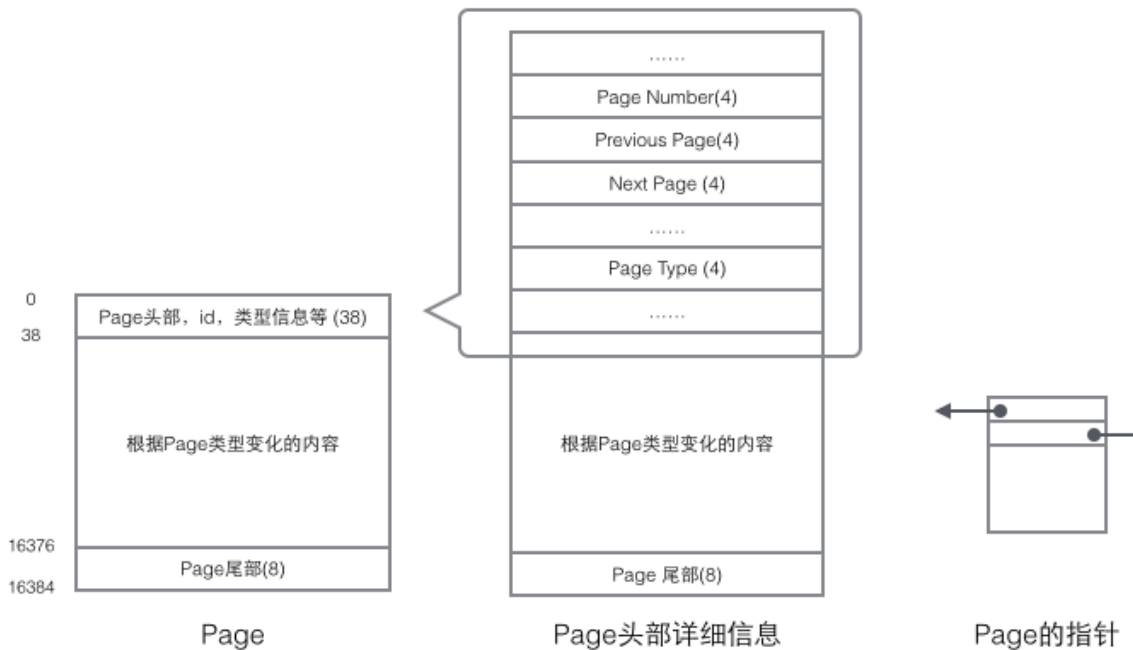 ……
Page Number(4)
Previous Page(4)
Next Page (4)
……
Page Type (4)
……
0
Page头部，id，类型信息等 (38)
38
根据Page类型变化的内容
根据Page类型变化的内容
16376
Page尾部(8)
16384
Page 尾部(8)
Page
Page头部详细信息
Page的指针